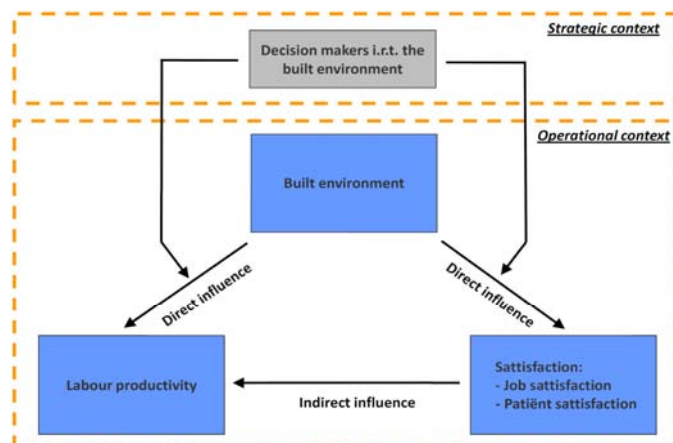 Strategic context
Decision makers i.r.t. the
built environment
Operational context
Built environment
Direct influence
Direct influence
Labour productivity
Indirect influence
Sattisfaction:
- Job sattisfaction
- Patiënt sattisfaction